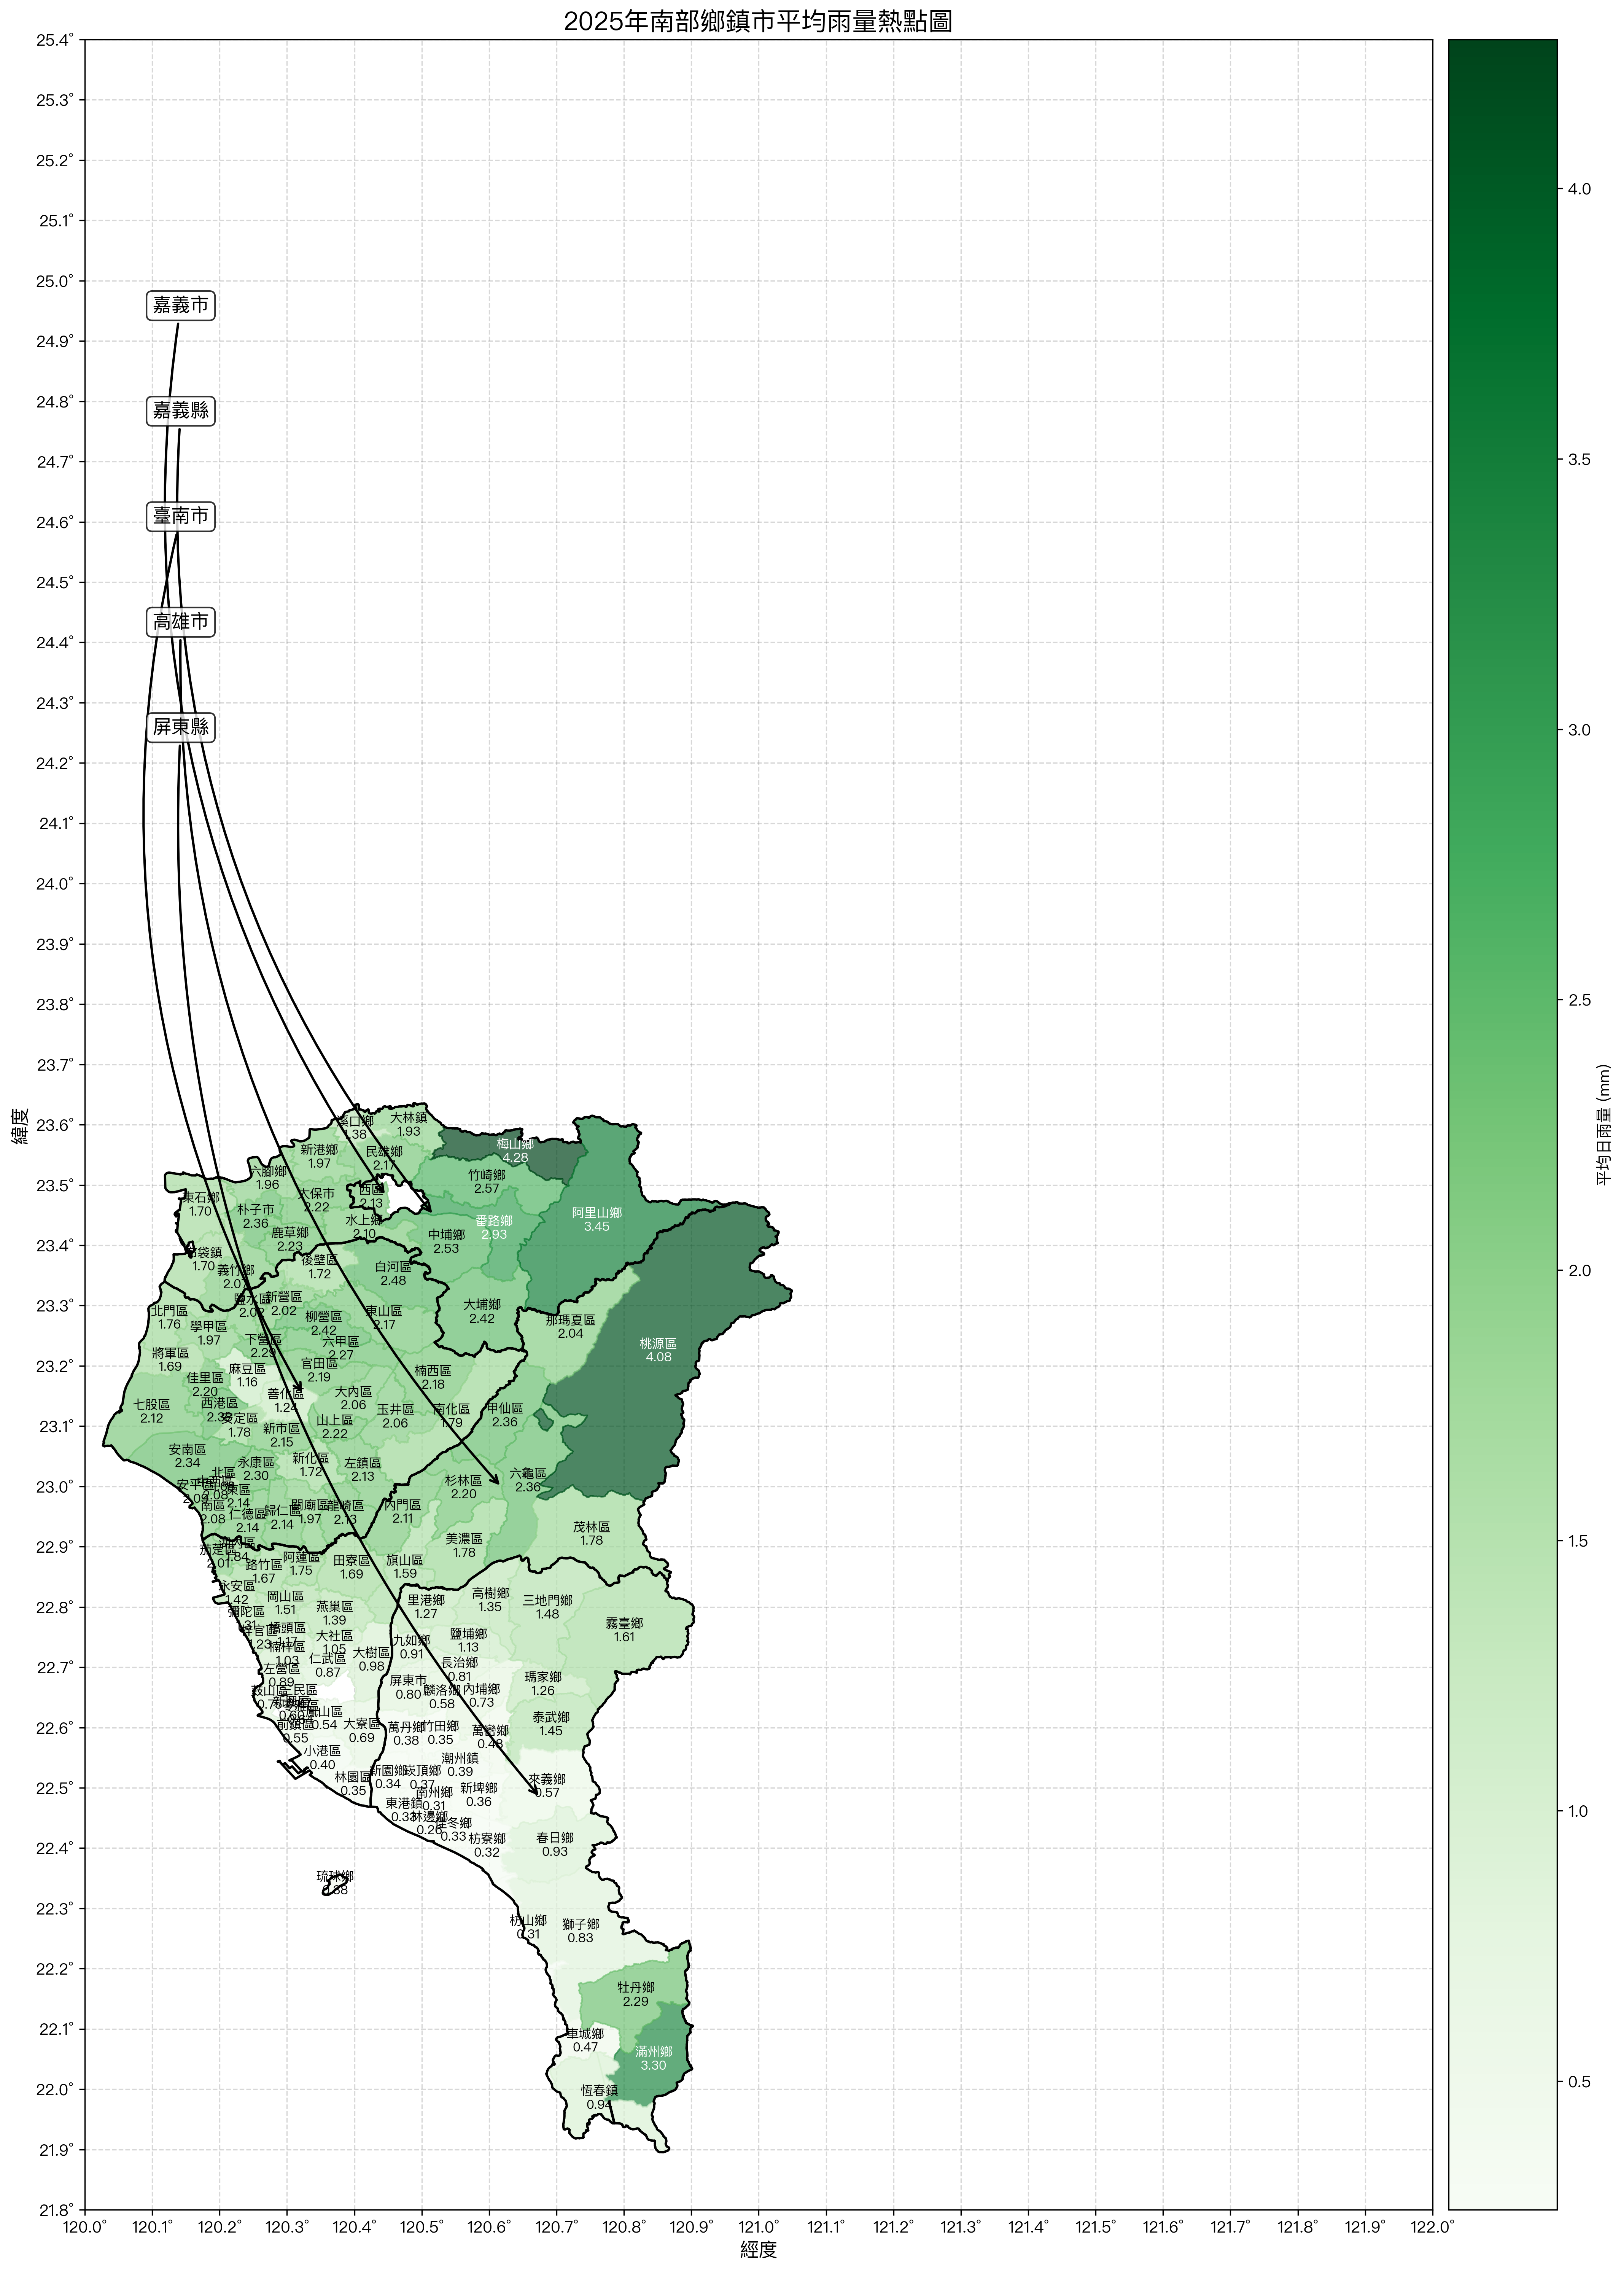 2025年南部鄉鎮市平均雨量熱點圖
25.4°
25.3°
25.2°
25.1°
25.0°
24.9°
24.8°
24.7°
24.6°
24.5°
24.4°
24.3°
24.2°
24.1°
24.0°
23.9°
23.8°
23.7°
23.6°
23.5°
23.4°
23.3°
23.2°
23.1°
23.0°
22.9°
22.8°
22.7°
22.6°
22.5°
22.4°
22.3°
22.2°
22.1°
22.0°
21.9°
21.8°
緯度
嘉義市
嘉義縣
臺南市
高雄市
屏東縣
溪口鄉
1.38
大林鎮
1.93
梅山鄉
4.28
新港鄉
1.97
民雄鄉
2.17
六腳鄉
1.96
竹崎鄉
2.57
東石鄉
1.70
太保市
2.22
西區
2.13
朴子市
2.36
鹿草鄉
2.23
水上鄉
2.10
中埔鄉
2.53
番路鄉
2.93
阿里山鄉
3.45
布袋鎮
1.70
義竹鄉
2.07
後壁區
1.72
白河區
2.48
鹽水區
2.02
新營區
2.02
北門區
1.76
學甲區
1.97
柳營區
2.42
東山區
2.17
大埔鄉
2.42
那瑪夏區
2.04
桃源區
4.08
下營區
2.29
六甲區
2.27
將軍區
1.69
麻豆區
1.16
官田區
2.19
楠西區
2.18
佳里區
2.20
善化區
1.24
大內區
2.06
七股區
2.12
西港區
安定區
1.78
新市區
2.15
山上區
2.22
玉井區
2.06
南化區
1.79
甲仙區
2.36
安南區
2.34
永康區
2.30
新化區
1.72
左鎮區
2.13
北區
中西區
2.08
安平區
2.09
東區
2.14
南區
2.08
仁德區
2.14
歸仁區
2.14
關廟區
1.97
龍崎區
2.13
內門區
2.11
杉林區
2.20
六龜區
2.36
湖內區
1.84
茄萣區
2.01
路竹區
1.67
阿蓮區
1.75
田寮區
1.69
旗山區
1.59
美濃區
1.78
茂林區
1.78
永安區
1.42
岡山區
1.51
燕巢區
1.39
里港鄉
1.27
高樹鄉
1.35
三地門鄉
1.48
霧臺鄉
1.61
彌陀區
梓官區
1.23
橋頭區
1.17
大社區
1.05
楠梓區
1.03
仁武區
0.87
大樹區
0.98
九如鄉
0.91
鹽埔鄉
1.13
左營區
0.89
長治鄉
0.81
屏東市
0.80
麟洛鄉
0.58
內埔鄉
0.73
瑪家鄉
1.26
鼓山區
三民區
鳳山區
0.54
前鎮區
0.55
大寮區
0.69
萬丹鄉
0.38
竹田鄉
0.35
萬巒鄉
0.48
泰武鄉
1.45
小港區
0.40
潮州鎮
0.39
林園區
0.35
新園鄉
0.34
崁頂鄉
0.37
南州鄉
0.31
新埤鄉
0.36
來義鄉
0.57
東港鎮
0.33
林邊鄉
0.26
佳冬鄉
0.33
枋寮鄉
0.32
春日鄉
0.93
琉球鄉
0.38
枋山鄉
0.31
獅子鄉
0.83
牡丹鄉
2.29
車城鄉
0.47
滿州鄉
3.30
恆春鎮
0.94
120.0°
120.1°
120.2°
120.3°
120.4°
120.5°
120.6°
120.7°
120.8°
120.9°
121.0°
121.1°
121.2°
121.3°
121.4°
121.5°
121.6°
121.7°
121.8°
121.9°
122.0°
經度
4.0
3.5
3.0
2.5
2.0
1.5
1.0
0.5
平均日雨量 (mm)